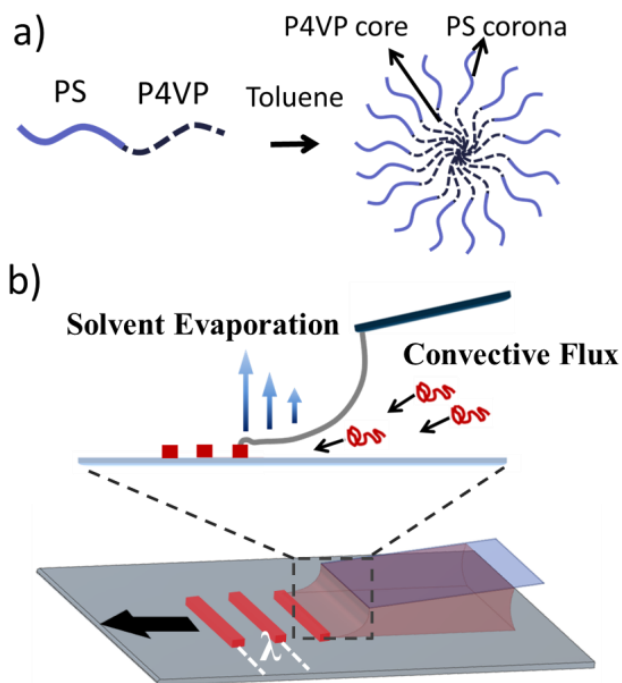 a)
P4VP core PS corona
PS P4VP Toluene
b)
Solvent Evaporation
Convective Flux
λ